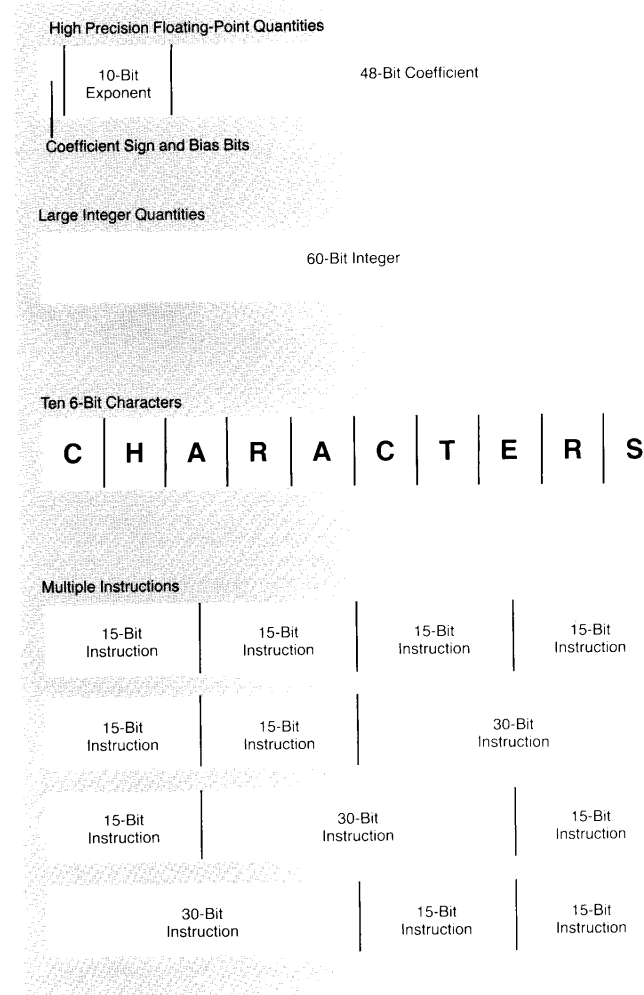 High Precision Floating-Point Quantities
10-Bit
Exponent
48-Bit Coefficient
Coefficient Sign and Bias Bits
Large Integer Quantities
60-Bit Integer
Ten 6-Bit Characters
C H A R A C T E R S
Multiple Instructions
15-Bit
Instruction
15-Bit
Instruction
15-Bit
Instruction
15-Bit
Instruction
15-Bit
Instruction
15-Bit
Instruction
30-Bit
Instruction
15-Bit
Instruction
30-Bit
Instruction
15-Bit
Instruction
30-Bit
Instruction
15-Bit
Instruction
15-Bit
Instruction